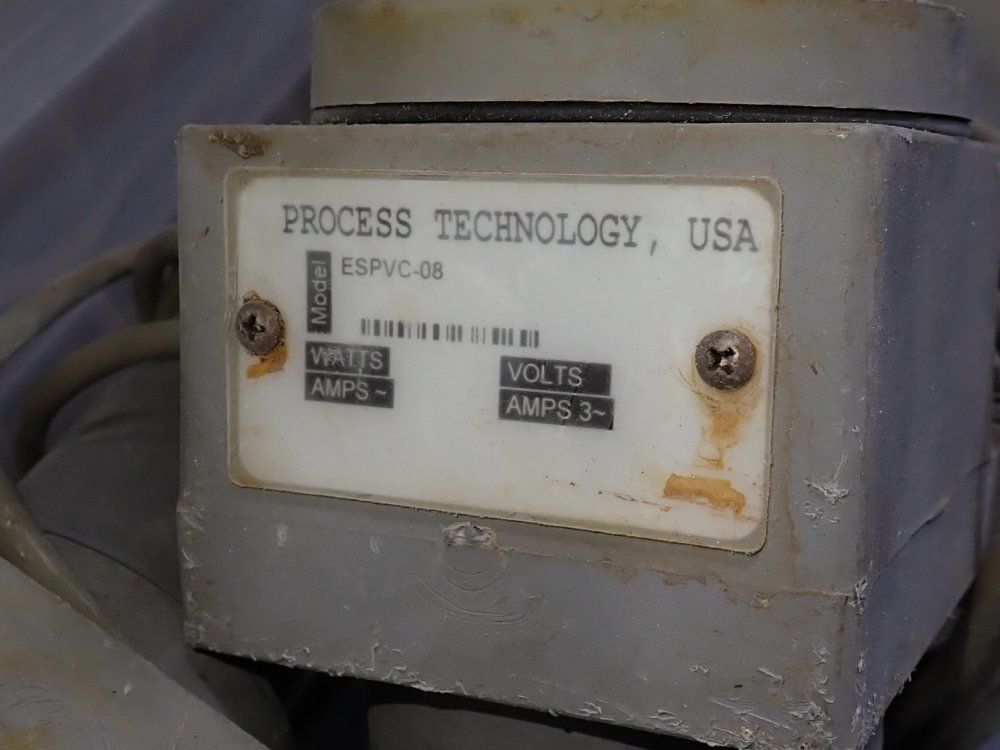 PROCESS TECHNOLOGY, USA
Model ESPVC-08
WATTS VOLTS
AMPS ~ AMPS 3~